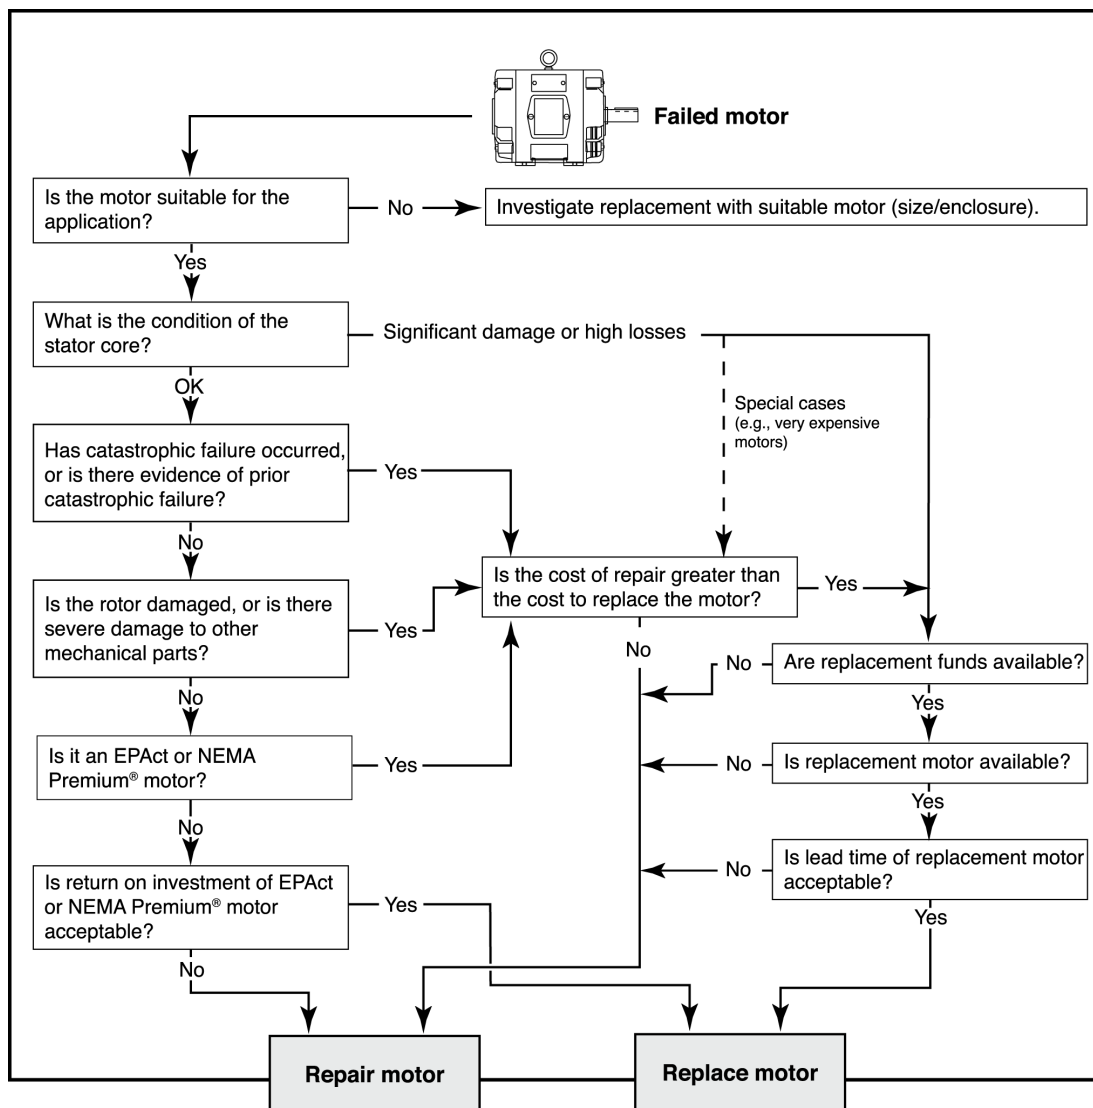 Failed motor
Is the motor suitable for the
application?
No
Investigate replacement with suitable motor (size/enclosure).
Yes
What is the condition of the
stator core?
Significant damage or high losses
OK
Special cases
(e.g., very expensive
motors)
Has catastrophic failure occurred,
or is there evidence of prior
catastrophic failure?
Yes
No
Is the cost of repair greater than
the cost to replace the motor?
Yes
No
Is the rotor damaged, or is there
severe damage to other
mechanical parts?
Yes
No
Are replacement funds available?
No
Yes
Is it an EPAct or NEMA
Premium® motor?
Yes
No
Is replacement motor available?
No
Yes
Is lead time of replacement motor
acceptable?
No
Yes
Is return on investment of EPAct
or NEMA Premium® motor
acceptable?
Yes
No
Repair motor
Replace motor